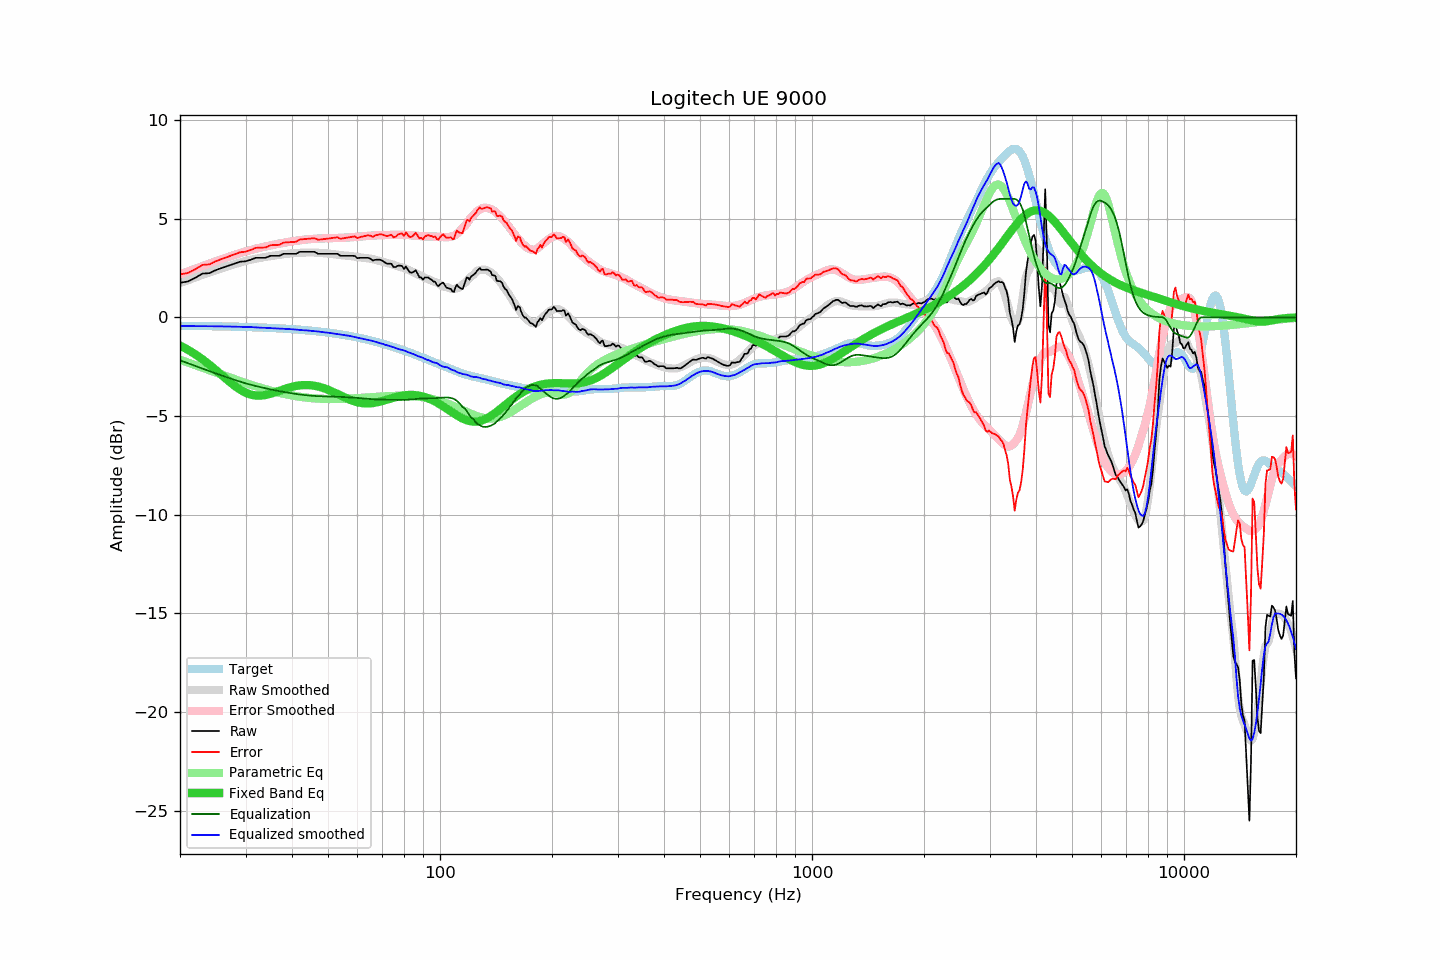 Logitech UE 9000
10
5
0
−5
−10
−15
−20
−25
Amplitude (dBr)
Target
Raw Smoothed
Error Smoothed
Raw
Error
Parametric Eq
Fixed Band Eq
Equalization
Equalized smoothed
100
1000
10000
Frequency (Hz)